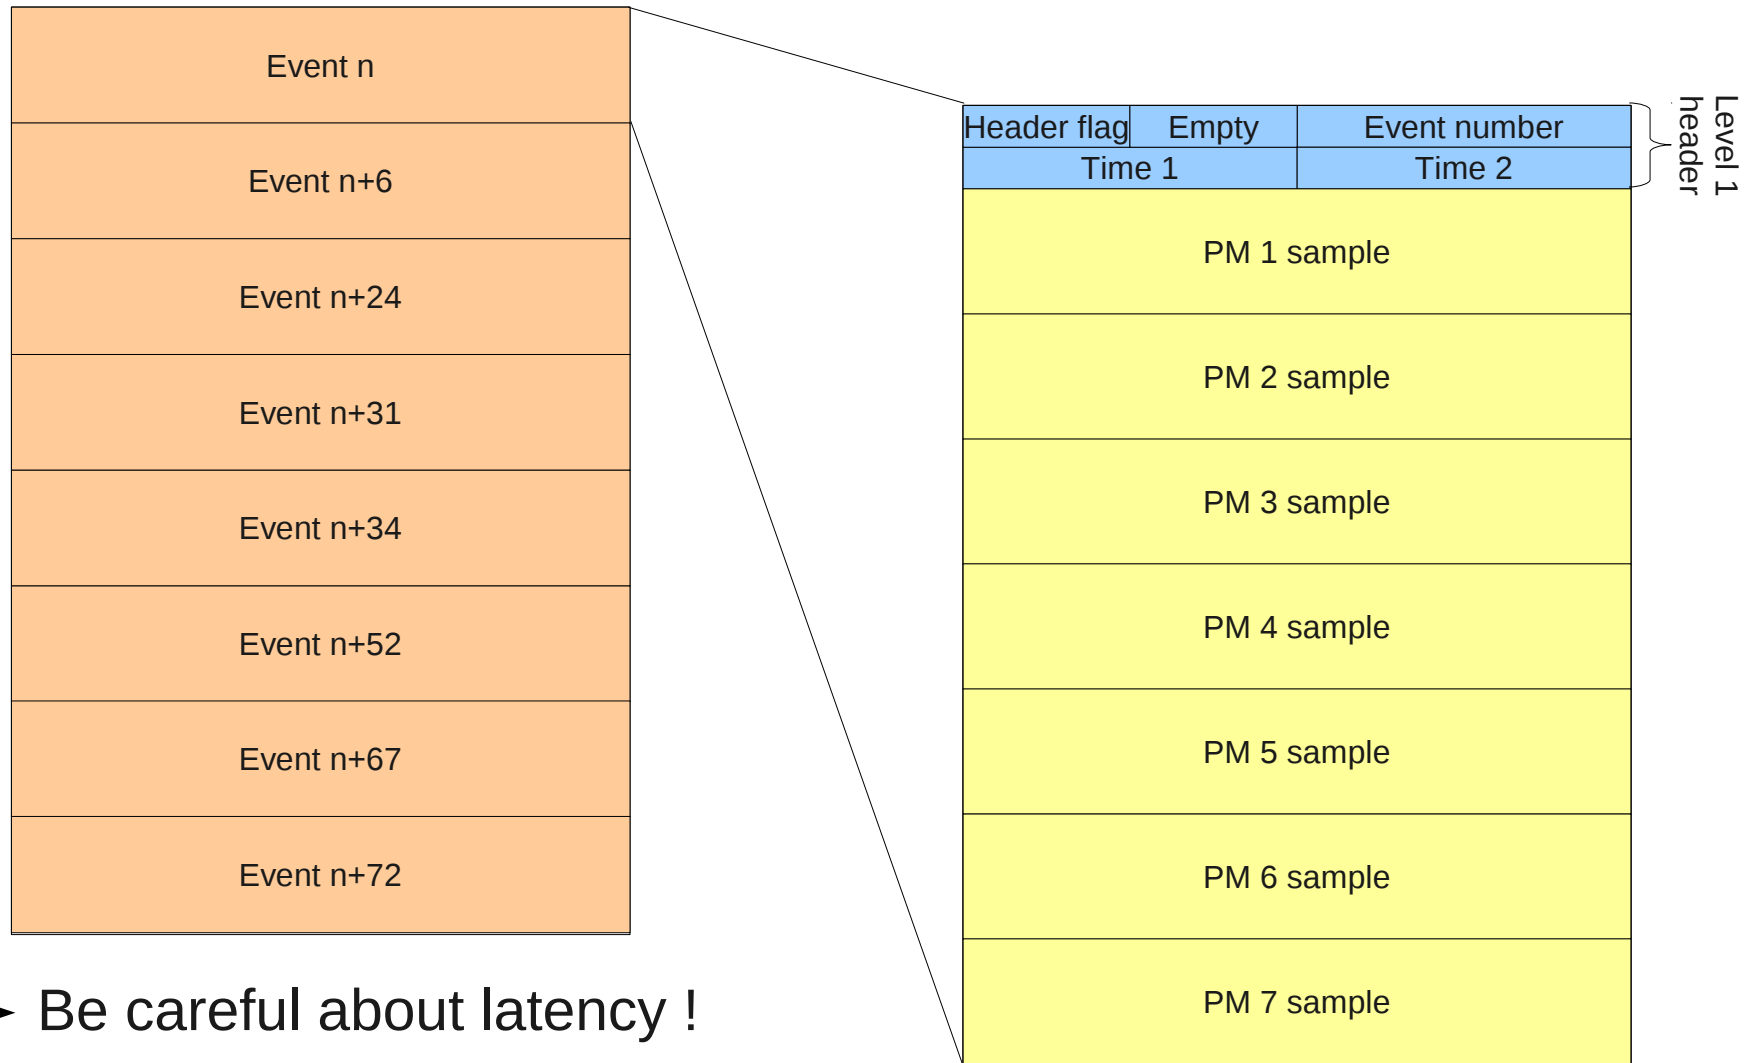 Event n
Event n+6
Event n+24
Event n+31
Event n+34
Event n+52
Event n+67
Event n+72
Be careful about latency !
Header flag Empty Event number
Time 1 Time 2
Level 1
header
PM 1 sample
PM 2 sample
PM 3 sample
PM 4 sample
PM 5 sample
PM 6 sample
PM 7 sample